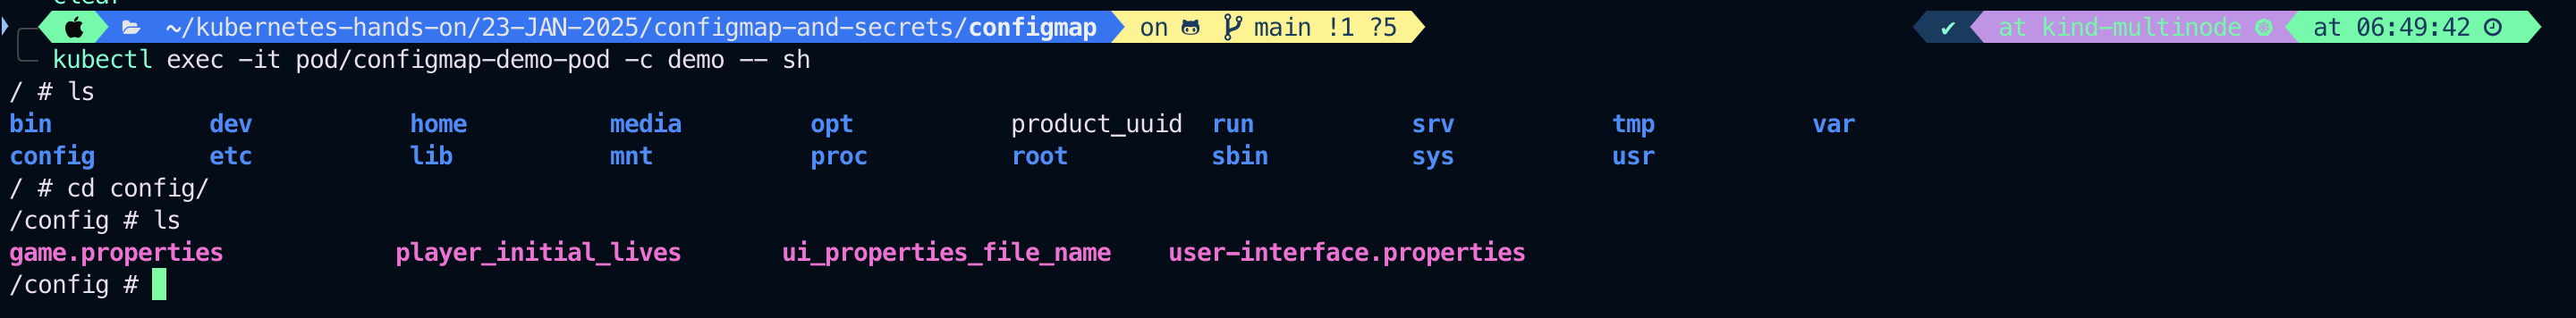 clear
~/kubernetes-hands-on/23-JAN-2025/configmap-and-secrets/configmap on main !1 ?5 ✔ at kind-multinode at 06:49:42
kubectl exec -it pod/configmap-demo-pod -c demo -- sh
/ # ls
bin dev home media opt product_uuid run srv tmp var
config etc lib mnt proc root sbin sys usr
/ # cd config/
/config # ls
game.properties player_initial_lives ui_properties_file_name user-interface.properties
/config #